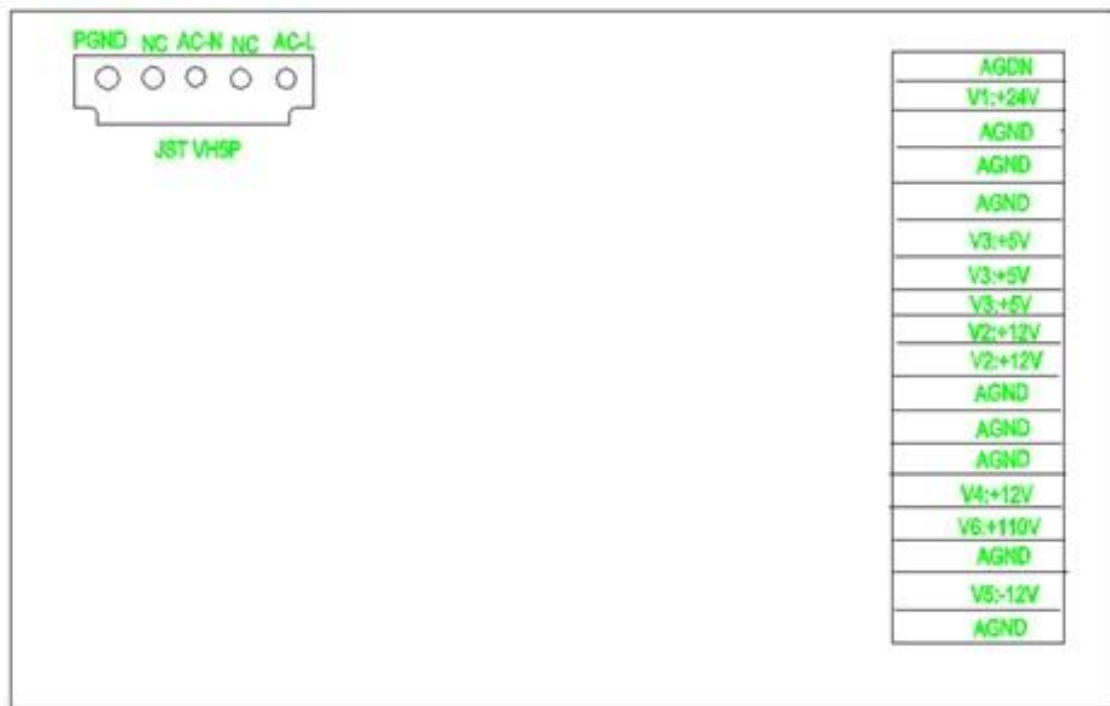 PGND NC AC-N NC AC-L
JST VH5P
AGDN
V1:+24V
AGND
AGND
AGND
V3:+5V
V3:+5V
V3:+5V
V2:+12V
V2:+12V
AGND
AGND
AGND
V4:+12V
V6:+110V
AGND
V5:-12V
AGND